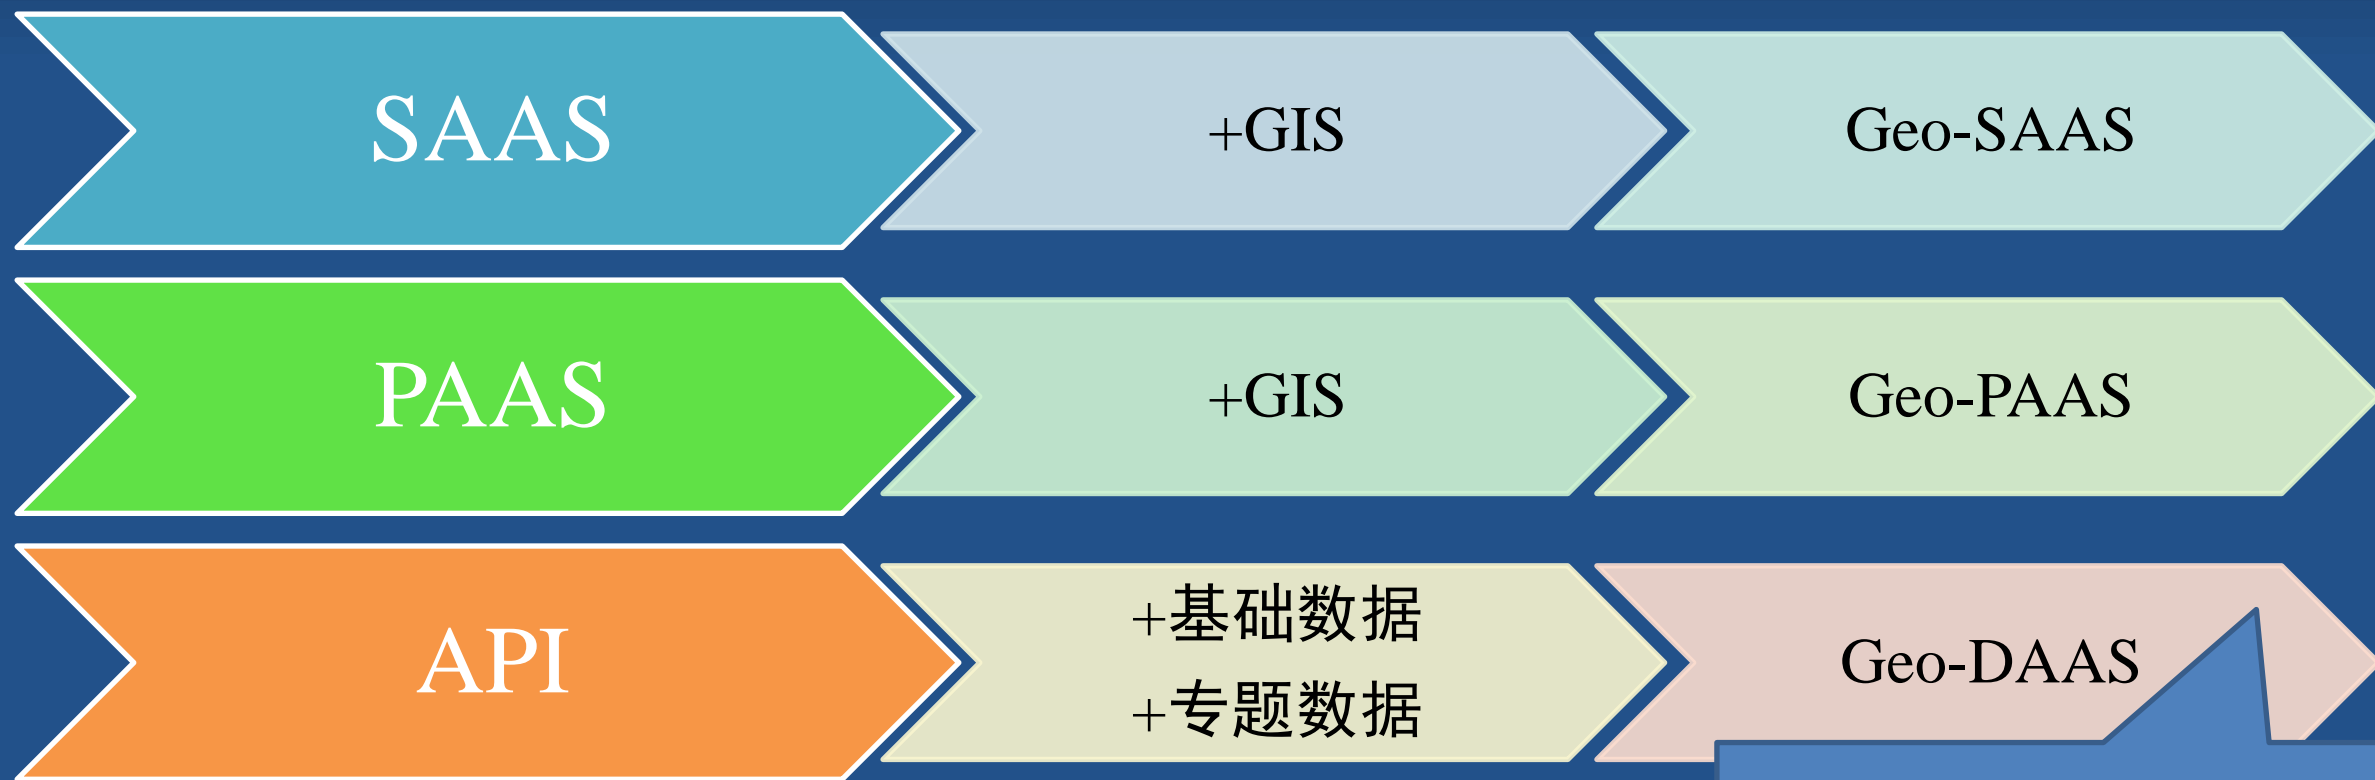 SAAS
+GIS
Geo-SAAS
PAAS
+GIS
Geo-PAAS
API
+基础数据
+专题数据
Geo-DAAS